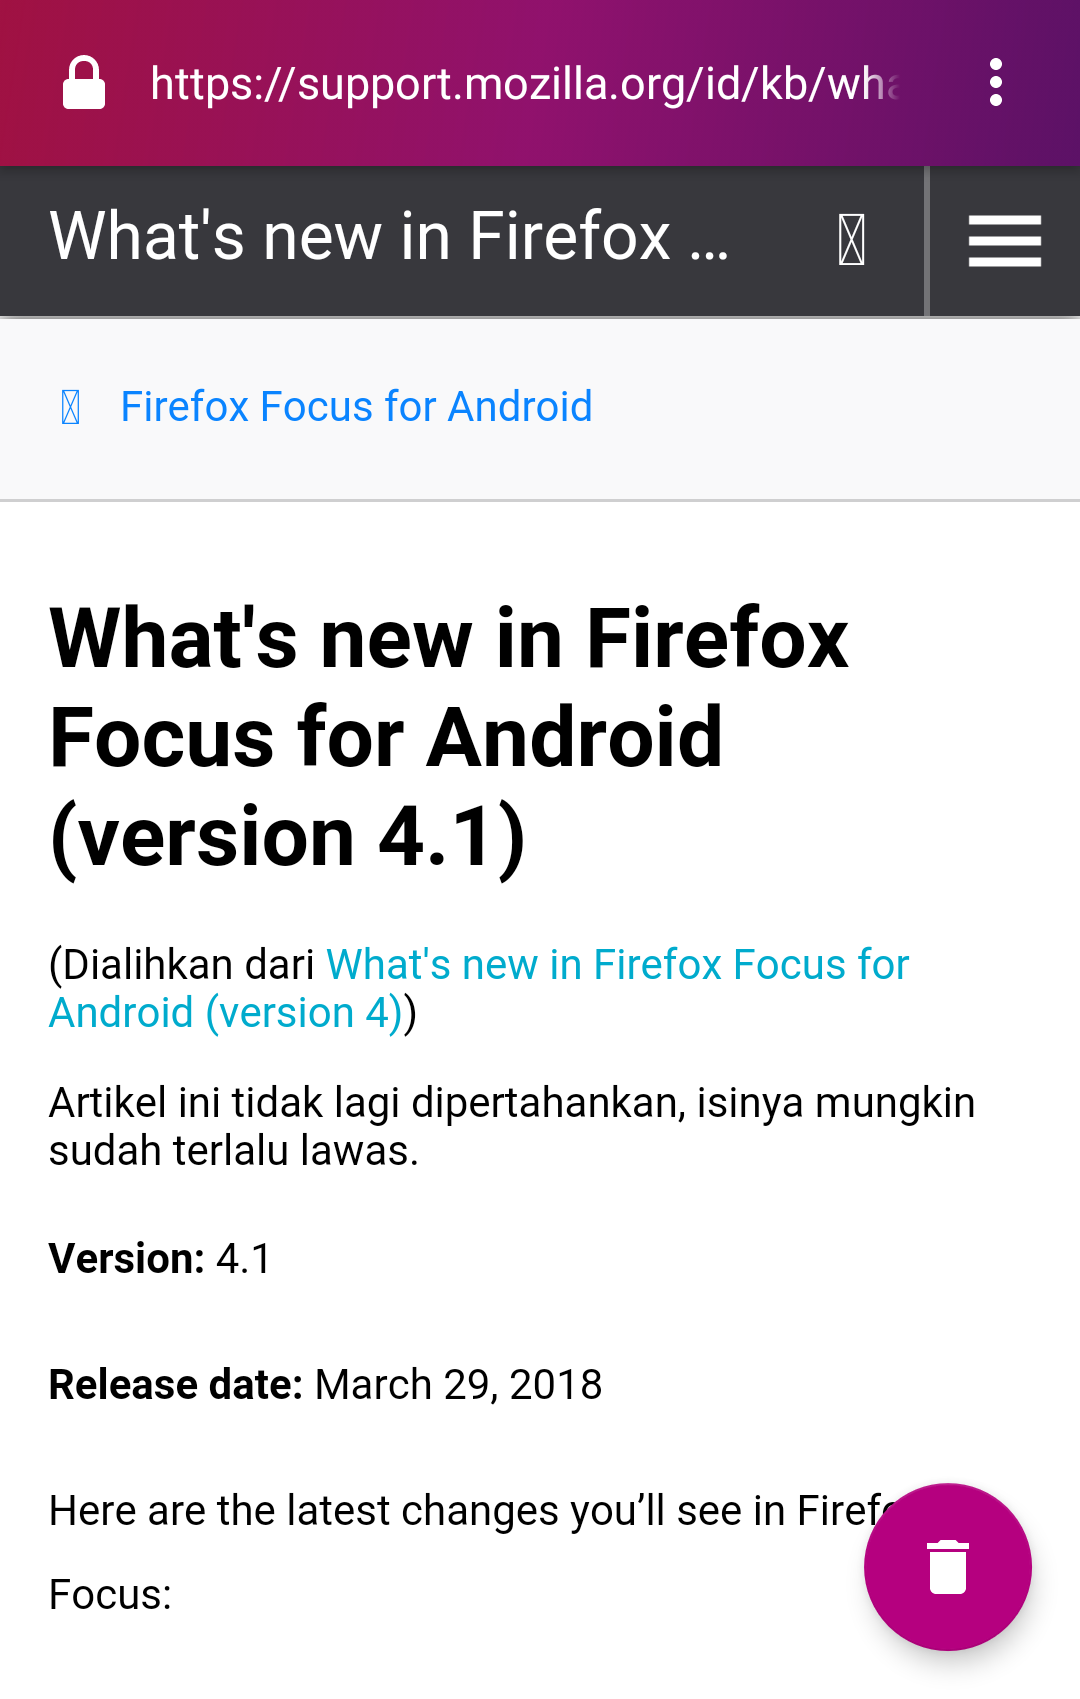 https://support.mozilla.org/id/kb/wha
What's new in Firefox ...
Firefox Focus for Android
What's new in Firefox
Focus for Android
(version 4.1)
(Dialihkan dari What's new in Firefox Focus for
Android (version 4))
Artikel ini tidak lagi dipertahankan, isinya mungkin
sudah terlalu lawas.
Version: 4.1
Release date: March 29, 2018
Here are the latest changes you’ll see in Firefo
Focus: